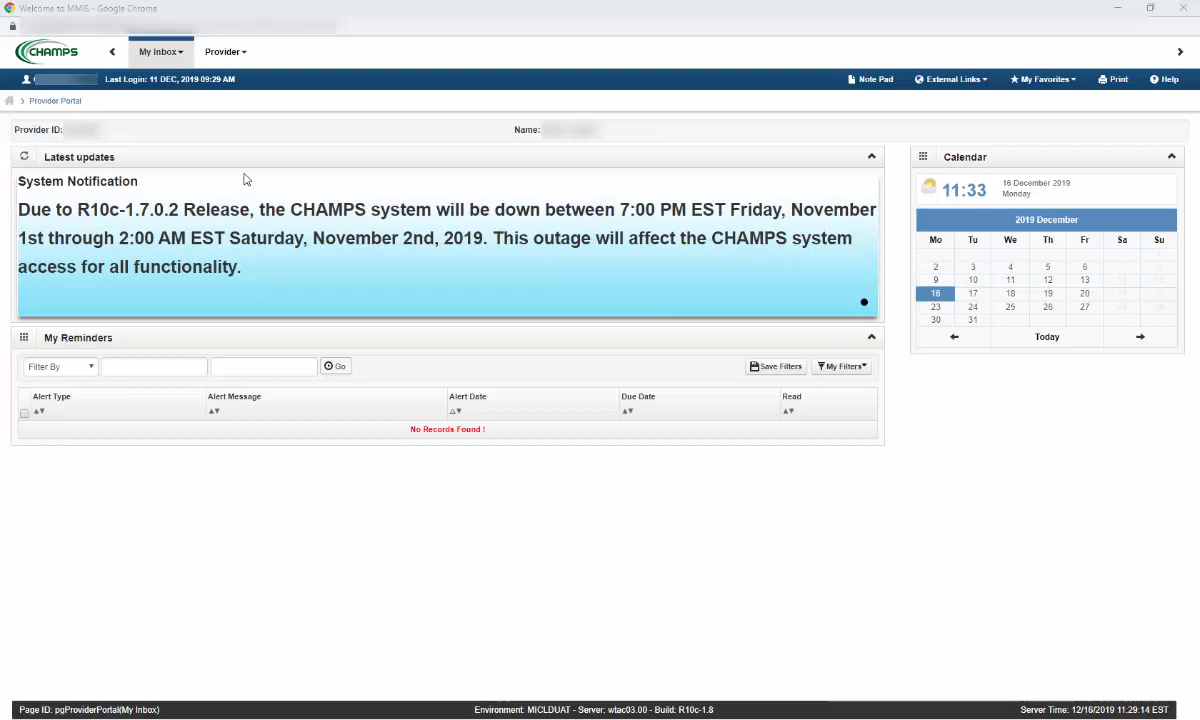 Welcome to MMIS - Google Chrome
CHAMPS My Inbox Provider
Last Login: 11 DEC, 2019 09:29 AM Note Pad External Links My Favorites Print Help
Provider Portal
Provider ID: Name:
Latest updates
System Notification
Due to R10c-1.7.0.2 Release, the CHAMPS system will be down between 7:00 PM EST Friday, November
1st through 2:00 AM EST Saturday, November 2nd, 2019. This outage will affect the CHAMPS system
access for all functionality.
My Reminders
Filter By Go Save Filters My Filters
Alert Type Alert Message Alert Date Due Date Read
No Records Found !
Calendar
11:33 16 December 2019
Monday
2019 December
Mo Tu We Th Fr Sa Su
2 3 4 5 6
9 10 11 12 13
16 17 18 19 20
23 24 25 26 27
30 31
Today
Page ID: pgProviderPortal(My Inbox) Environment: MICLDUAT - Server: wtac03.00 - Build: R10c-1.8 Server Time: 12/16/2019 11:29:14 EST